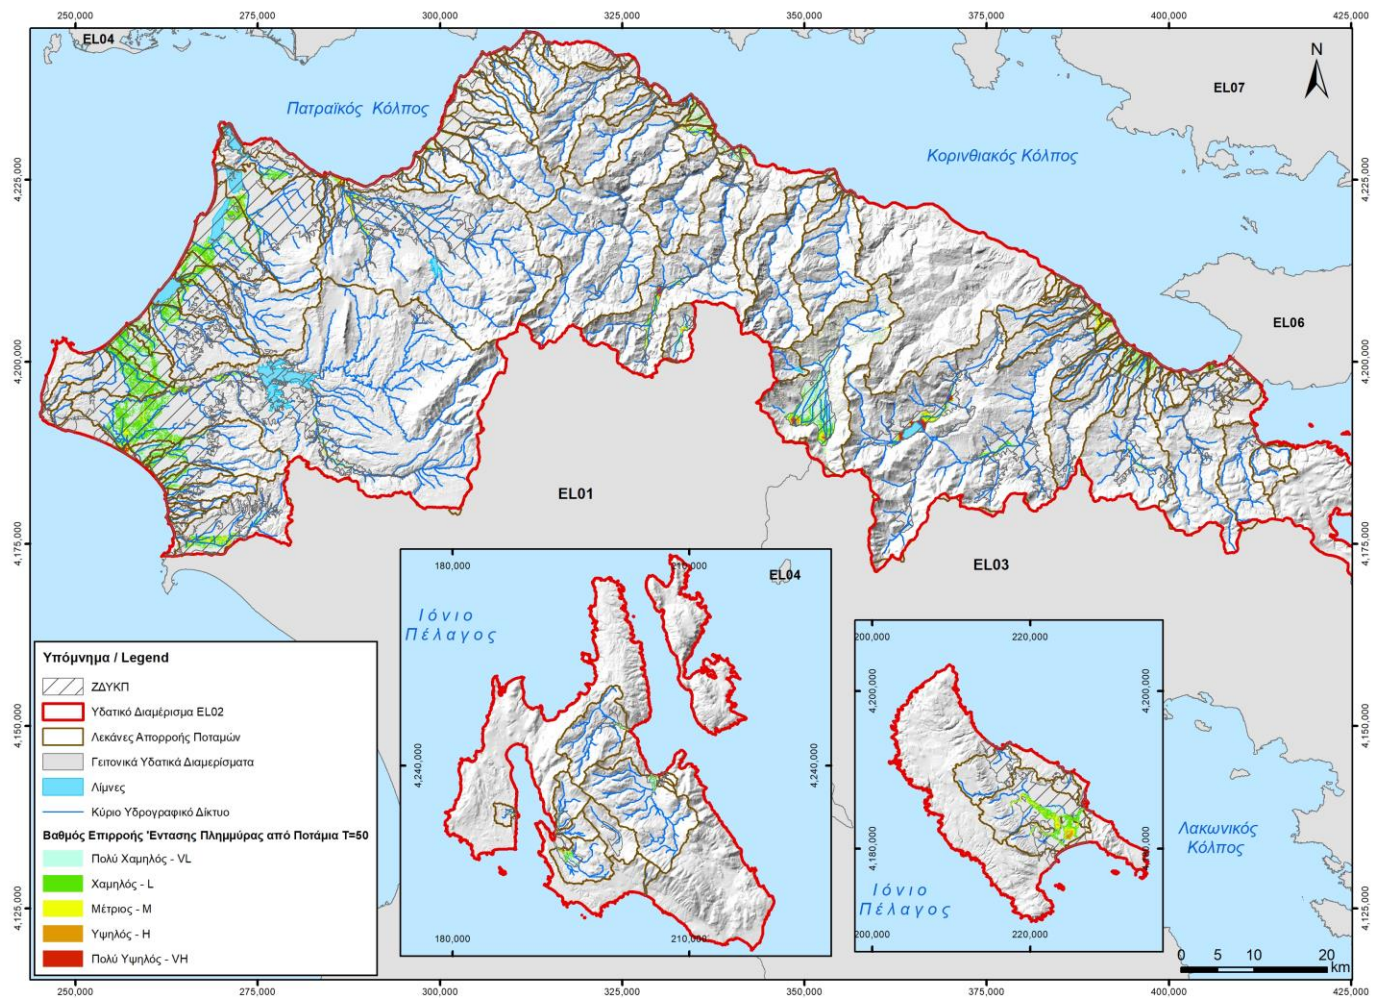 250,000 275,000 300,000 325,000 350,000 375,000 400,000 425,000
EL04
N
EL07
Πατραϊκός Κόλπος
Κορινθιακός Κόλπος
4,225,000 4,225,000
EL06
4,200,000 4,200,000
EL01
4,175,000 4,175,000
EL03
180,000 210,000
EL04
Ιόνιο
Πέλαγος
4,240,000 4,240,000
180,000 210,000
200,000 220,000
4,200,000 4,200,000
4,180,000 4,180,000
Ιόνιο
Πέλαγος
200,000 220,000
Λακωνικός
Κόλπος
4,150,000 4,150,000
4,125,000 4,125,000
Υπόμνημα / Legend
ΖΔΥΚΠ
Υδατικό Διαμέρισμα EL02
Λεκάνες Απορροής Ποταμών
Γειτονικά Υδατικά Διαμερίσματα
Λίμνες
Κύριο Υδρογραφικό Δίκτυο
Βαθμός Επιρροής Έντασης Πλημμύρας από Ποτάμια T=50
Πολύ Χαμηλός - VL
Χαμηλός - L
Μέτριος - M
Υψηλός - H
Πολύ Υψηλός - VH
0 5 10 20
km
250,000 275,000 300,000 325,000 350,000 375,000 400,000 425,000